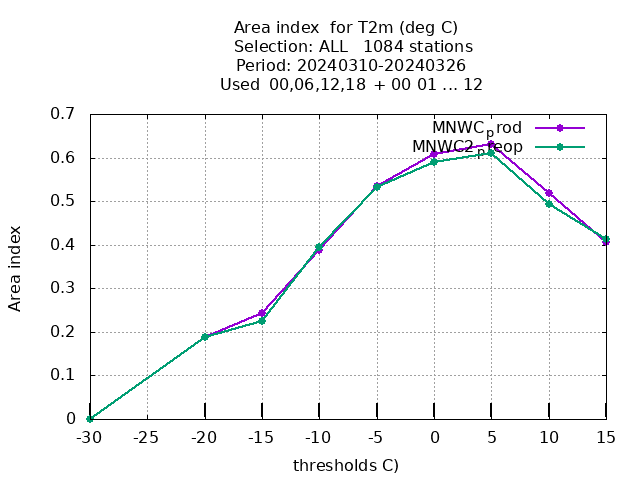 Area index  for T2m (deg C)
Selection: ALL   1084 stations
Period: 20240310-20240326
Used  00,06,12,18  + 00 01 ... 12
0.7
0.6
0.5
0.4
0.3
0.2
0.1
0
Area index
MNWCprod
MNWC2preop
-30
-25
-20
-15
-10
-5
0
5
10
15
thresholds C)